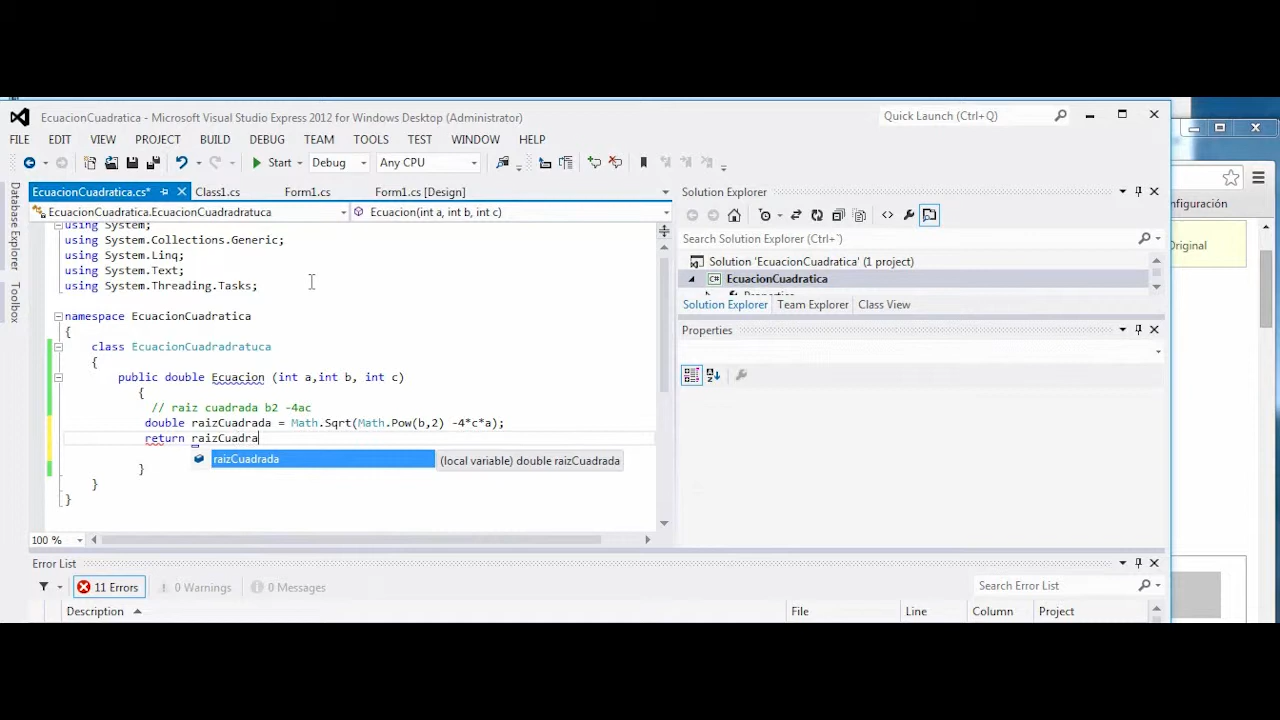 EcuacionCuadratica - Microsoft Visual Studio Express 2012 for Windows Desktop (Administrator)
Quick Launch (Ctrl+Q)
FILE EDIT VIEW PROJECT BUILD DEBUG TEAM TOOLS TEST WINDOW HELP
Start Debug Any CPU
Database Explorer
Toolbox
EcuacionCuadratica.cs* Class1.cs Form1.cs Form1.cs [Design]
EcuacionCuadratica.EcuacionCuadradratuca Ecuacion(int a, int b, int c)
using System;
using System.Collections.Generic;
using System.Linq;
using System.Text;
using System.Threading.Tasks;
namespace EcuacionCuadratica
{
class EcuacionCuadradratuca
{
public double Ecuacion (int a,int b, int c)
{
// raiz cuadrada b2 -4ac
double raizCuadrada = Math.Sqrt(Math.Pow(b,2) -4*c*a);
return raizCuadra
raizCuadrada
(local variable) double raizCuadrada
}
}
}
100 %
Solution Explorer
Search Solution Explorer (Ctrl+¨)
Solution 'EcuacionCuadratica' (1 project)
EcuacionCuadratica
Solution Explorer Team Explorer Class View
Properties
Error List
11 Errors 0 Warnings 0 Messages
Search Error List
Description File Line Column Project
figuración
Original